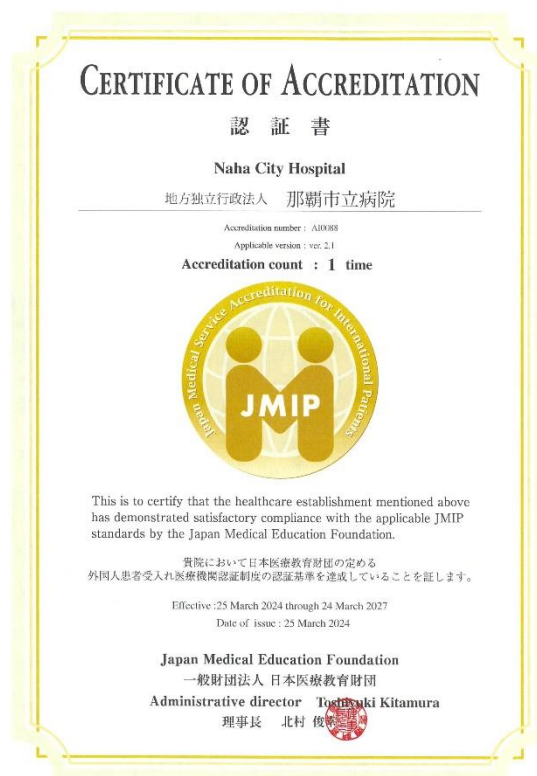 CERTIFICATE OF ACCREDITATION
認 証 書
Naha City Hospital
地方独立行政法人 那覇市立病院
Accreditation number : AI0088
Applicable version : ver. 2.1
Accreditation count : 1 time
Japan Medical Service Accreditation for International Patients
JMIP
This is to certify that the healthcare establishment mentioned above
has demonstrated satisfactory compliance with the applicable JMIP
standards by the Japan Medical Education Foundation.
貴院において日本医療教育財団の定める
外国人患者受入れ医療機関認証制度の認証基準を達成していることを証します。
Effective :25 March 2024 through 24 March 2027
Date of issue : 25 March 2024
Japan Medical Education Foundation
一般財団法人 日本医療教育財団
Administrative director Toshiyuki Kitamura
理事長 北村 俊